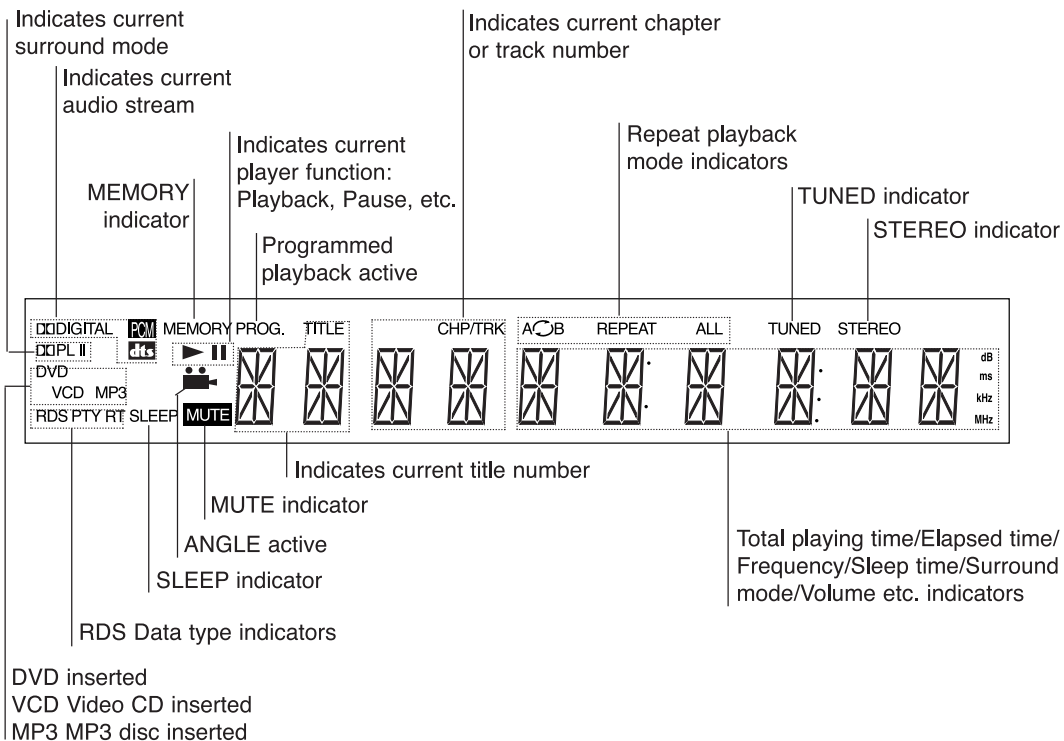 Indicates current
surround mode
Indicates current
audio stream
MEMORY
indicator
Indicates current
player function:
Playback, Pause, etc.
Programmed
playback active
Indicates current chapter
or track number
Repeat playback
mode indicators
TUNED indicator
STEREO indicator
DIGITAL PCM MEMORY PROG. TITLE CHP/TRK A B REPEAT ALL TUNED STEREO
PL II dts
DVD
VCD MP3
RDS PTY RT SLEEP MUTE
dB
ms
kHz
MHz
Indicates current title number
MUTE indicator
ANGLE active
SLEEP indicator
RDS Data type indicators
DVD inserted
VCD Video CD inserted
MP3 MP3 disc inserted
Total playing time/Elapsed time/
Frequency/Sleep time/Surround
mode/Volume etc. indicators